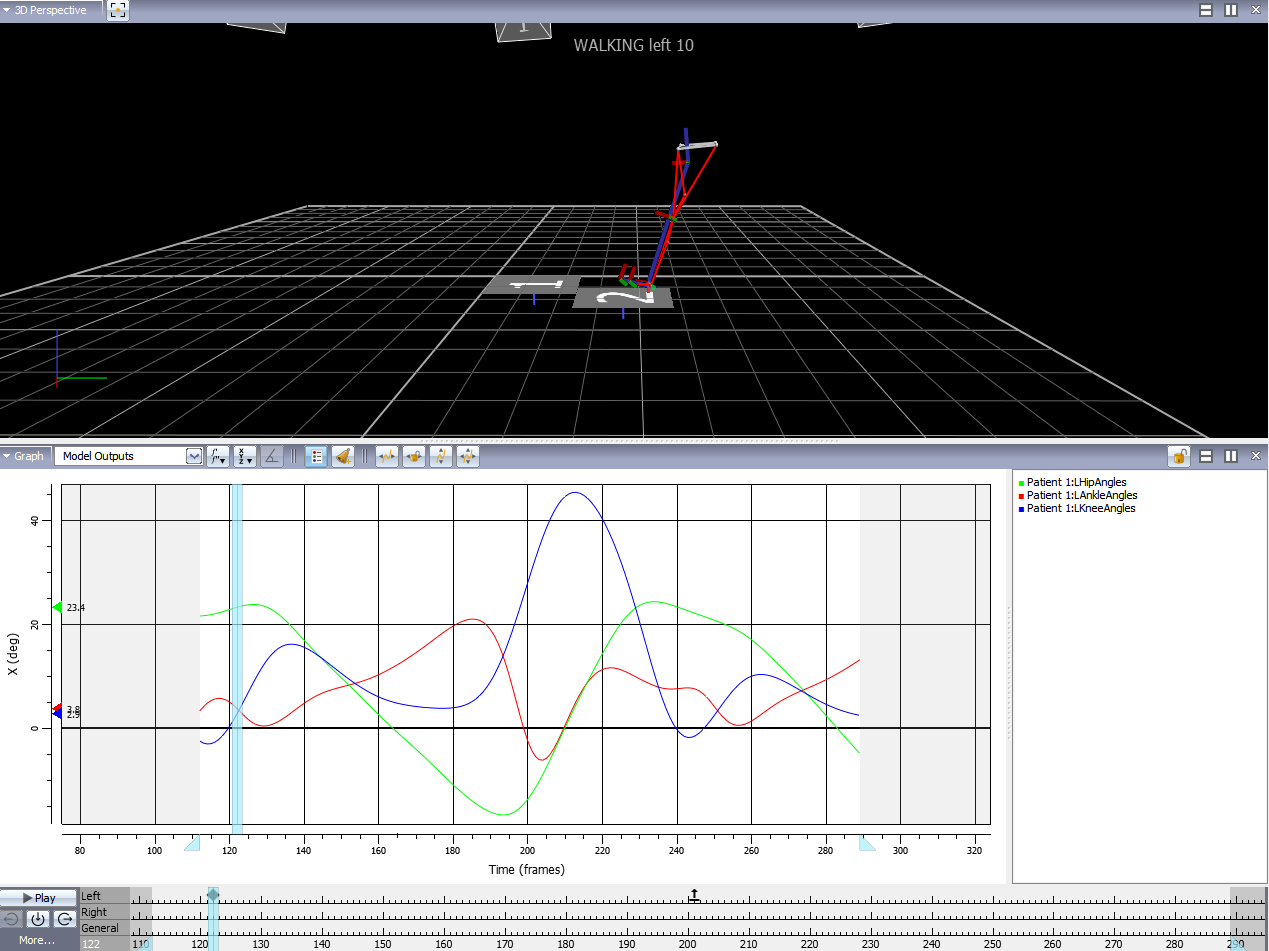 3D Perspective
1
WALKING left 10
1
2
Graph
Model Outputs
X Y Z
Patient 1:LHipAngles
Patient 1:LAnkleAngles
Patient 1:LKneeAngles
X (deg)
40
20
0
23.4
3.8
2.9
80 100 120 140 160 180 200 220 240 260 280 300 320
Time (frames)
Play
Left
Right
General
More...
122
110 120 130 140 150 160 170 180 190 200 210 220 230 240 250 260 270 280 290